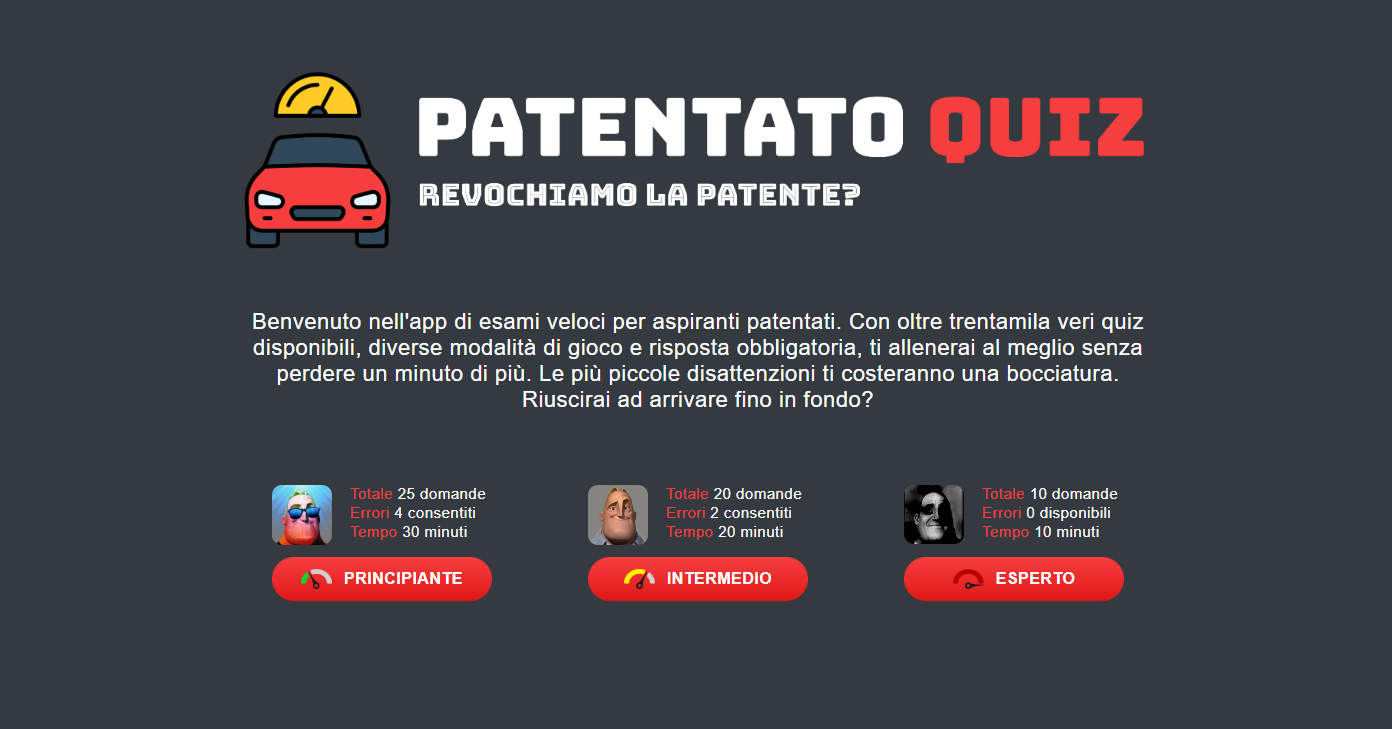 PATENTATO QUIZ
REVOCHIAMO LA PATENTE?
Benvenuto nell'app di esami veloci per aspiranti patentati. Con oltre trentamila veri quiz
disponibili, diverse modalità di gioco e risposta obbligatoria, ti allenerai al meglio senza
perdere un minuto di più. Le più piccole disattenzioni ti costeranno una bocciatura.
Riuscirai ad arrivare fino in fondo?
Totale 25 domande
Errori 4 consentiti
Tempo 30 minuti
PRINCIPIANTE
Totale 20 domande
Errori 2 consentiti
Tempo 20 minuti
INTERMEDIO
Totale 10 domande
Errori 0 disponibili
Tempo 10 minuti
ESPERTO